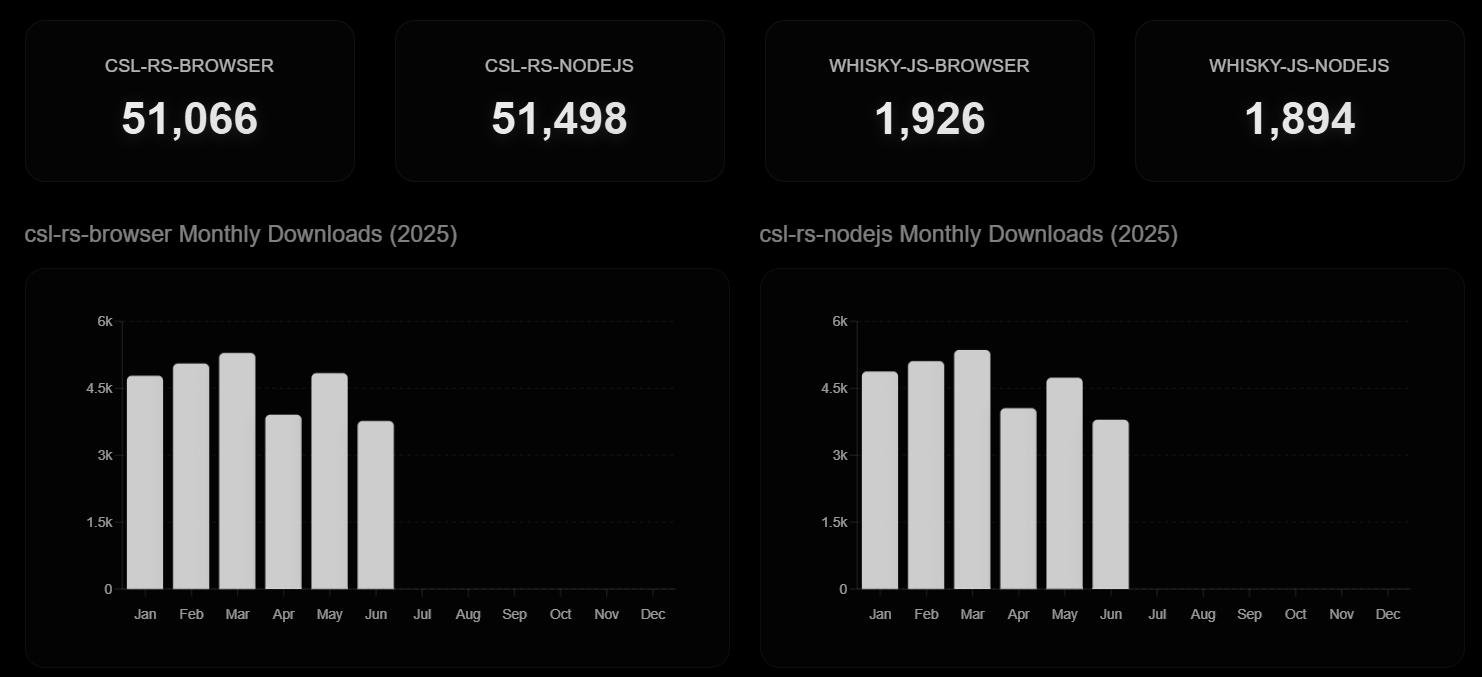 CSL-RS-BROWSER
51,066
CSL-RS-NODEJS
51,498
WHISKY-JS-BROWSER
1,926
WHISKY-JS-NODEJS
1,894
csl-rs-browser Monthly Downloads (2025)
6k
4.5k
3k
1.5k
0
Jan Feb Mar Apr May Jun Jul Aug Sep Oct Nov Dec
csl-rs-nodejs Monthly Downloads (2025)
6k
4.5k
3k
1.5k
0
Jan Feb Mar Apr May Jun Jul Aug Sep Oct Nov Dec